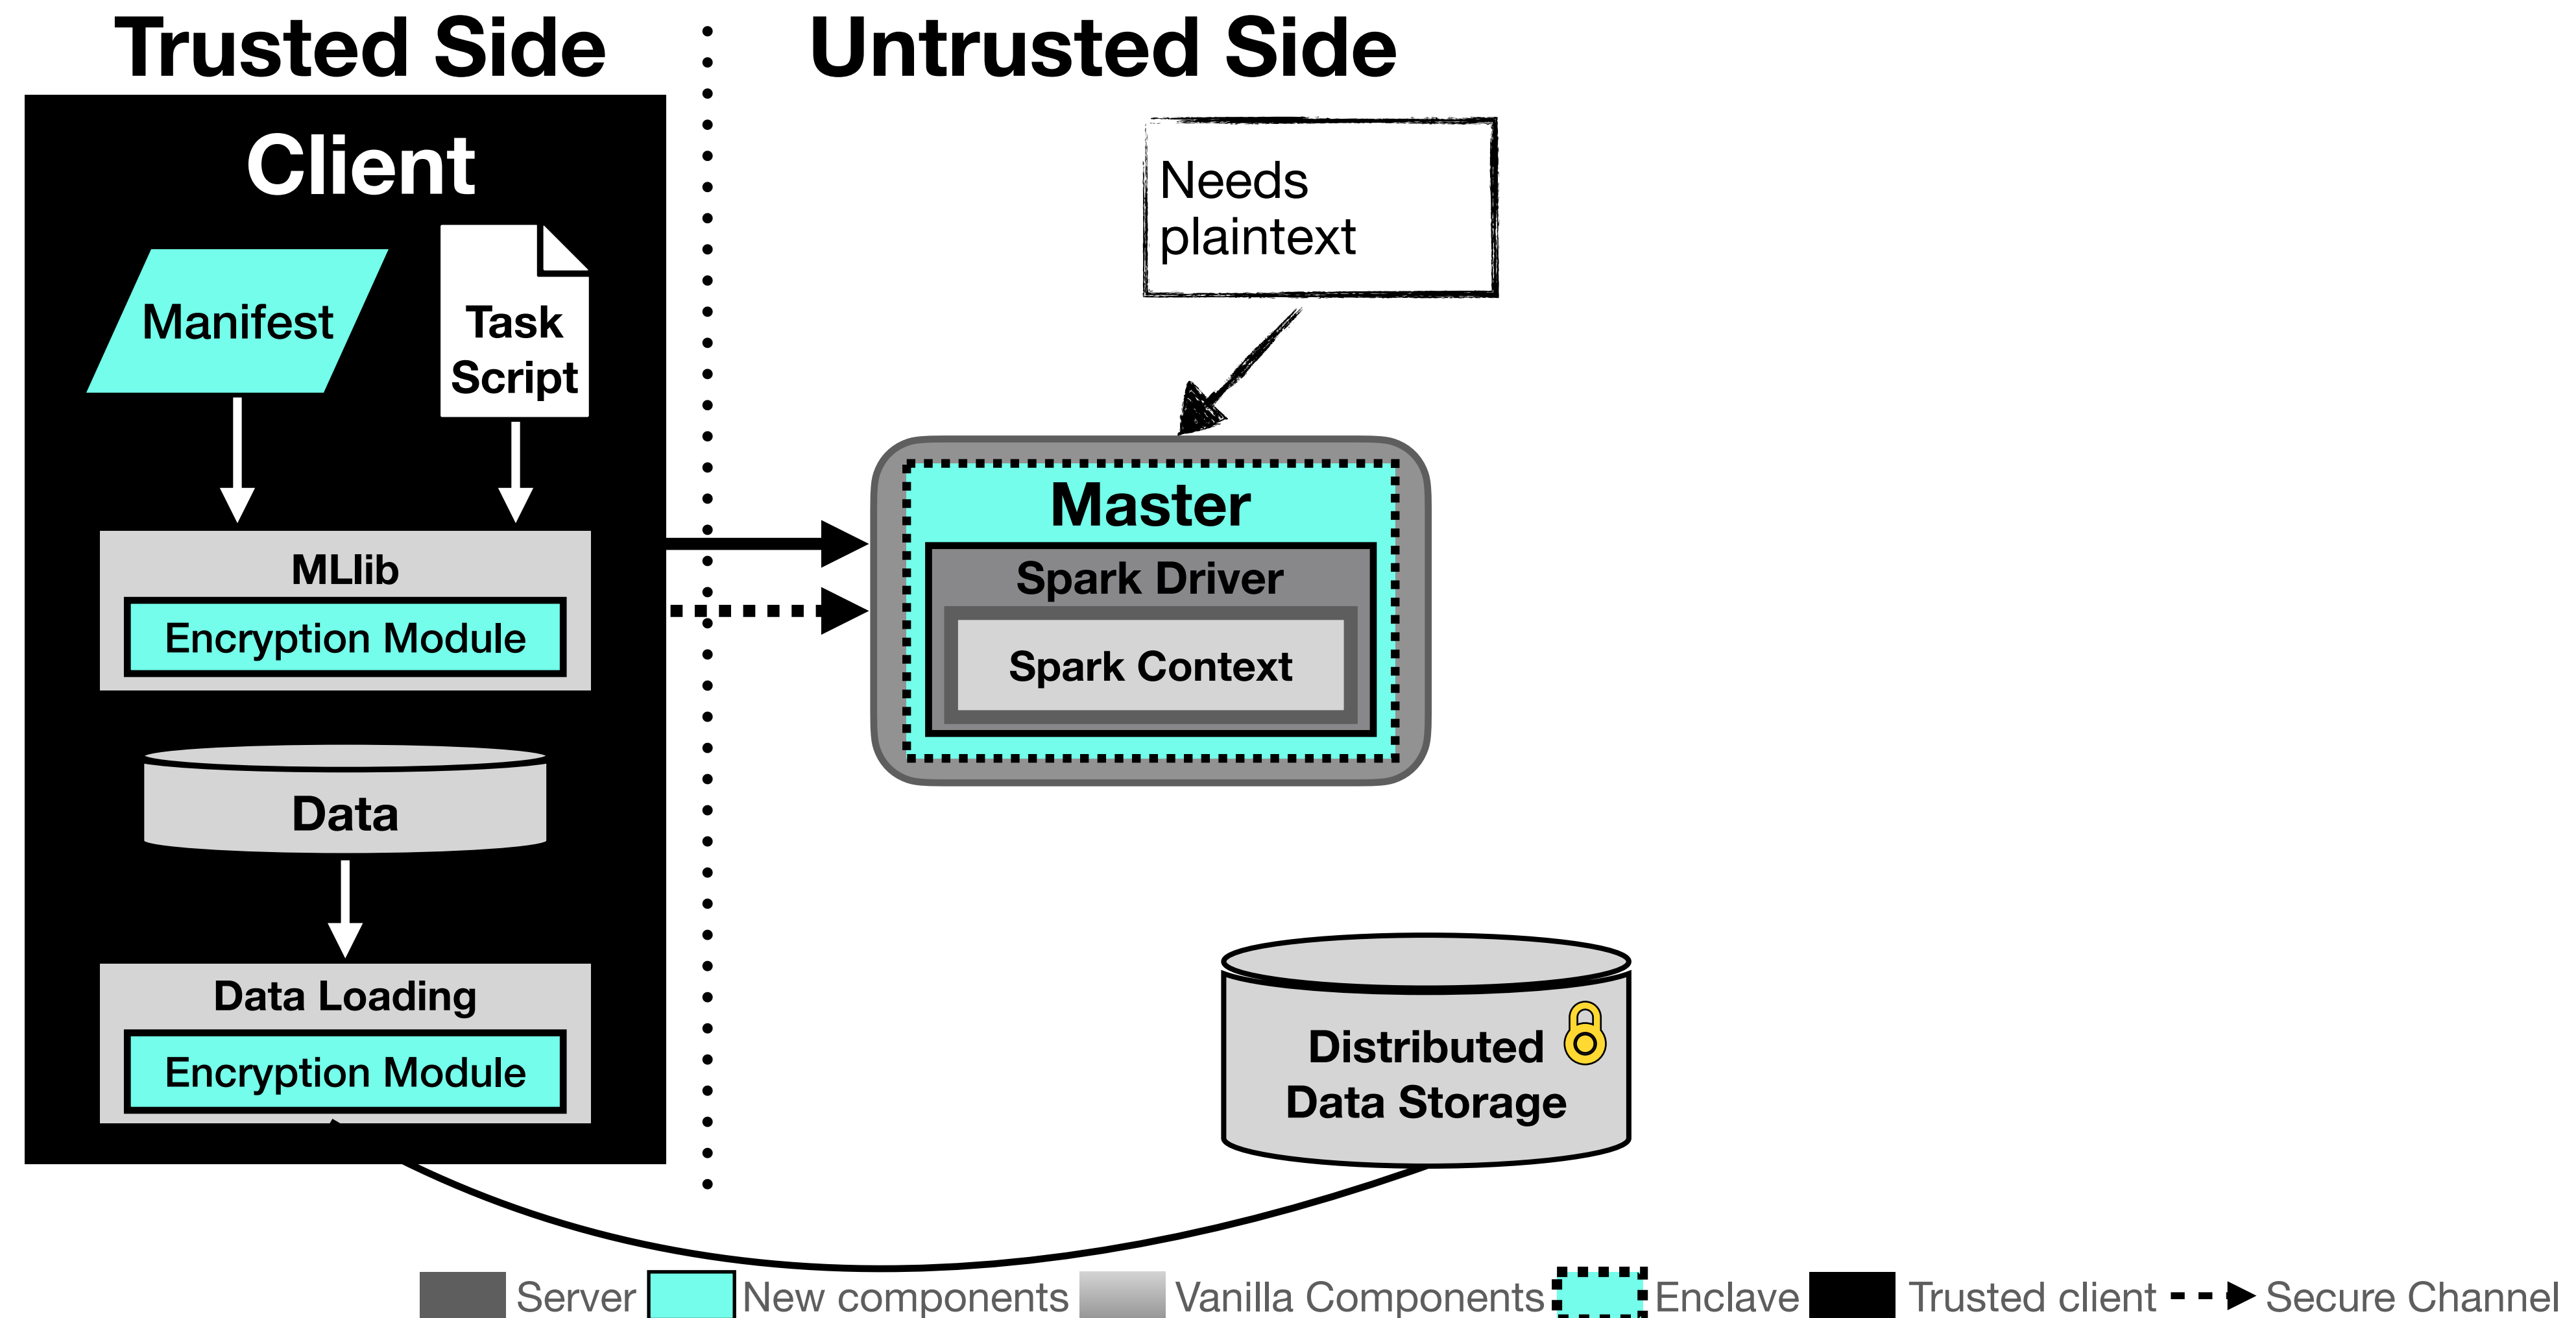 Trusted Side
Untrusted Side
Client
Needs
plaintext
Manifest
Task
Script
Master
MLlib
Spark Driver
Encryption Module
Spark Context
Data
Data Loading
Encryption Module
Distributed
Data Storage
Server
New components
Vanilla Components
Enclave
Trusted client
Secure Channel